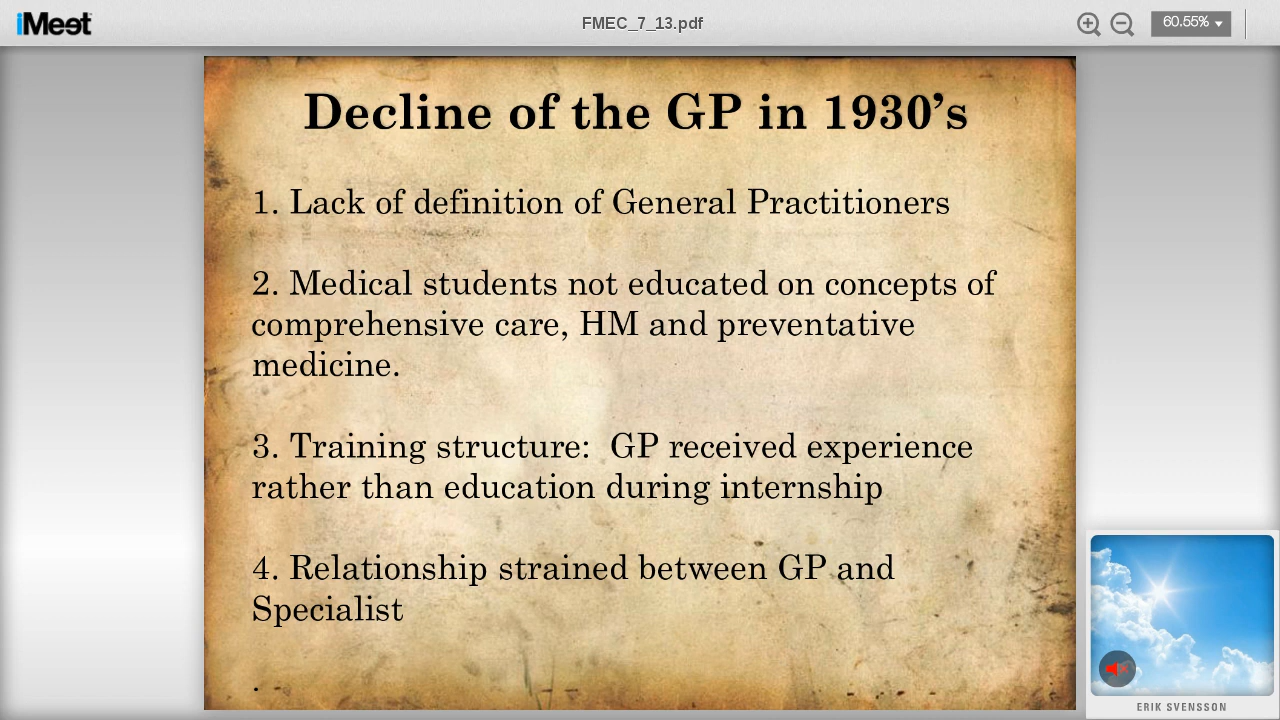 iMeet
FMEC_7_13.pdf
60.55%
Decline of the GP in 1930’s
1. Lack of definition of General Practitioners
2. Medical students not educated on concepts of
comprehensive care, HM and preventative
medicine.
3. Training structure:  GP received experience
rather than education during internship
4. Relationship strained between GP and
Specialist
.
ERIK SVENSSON